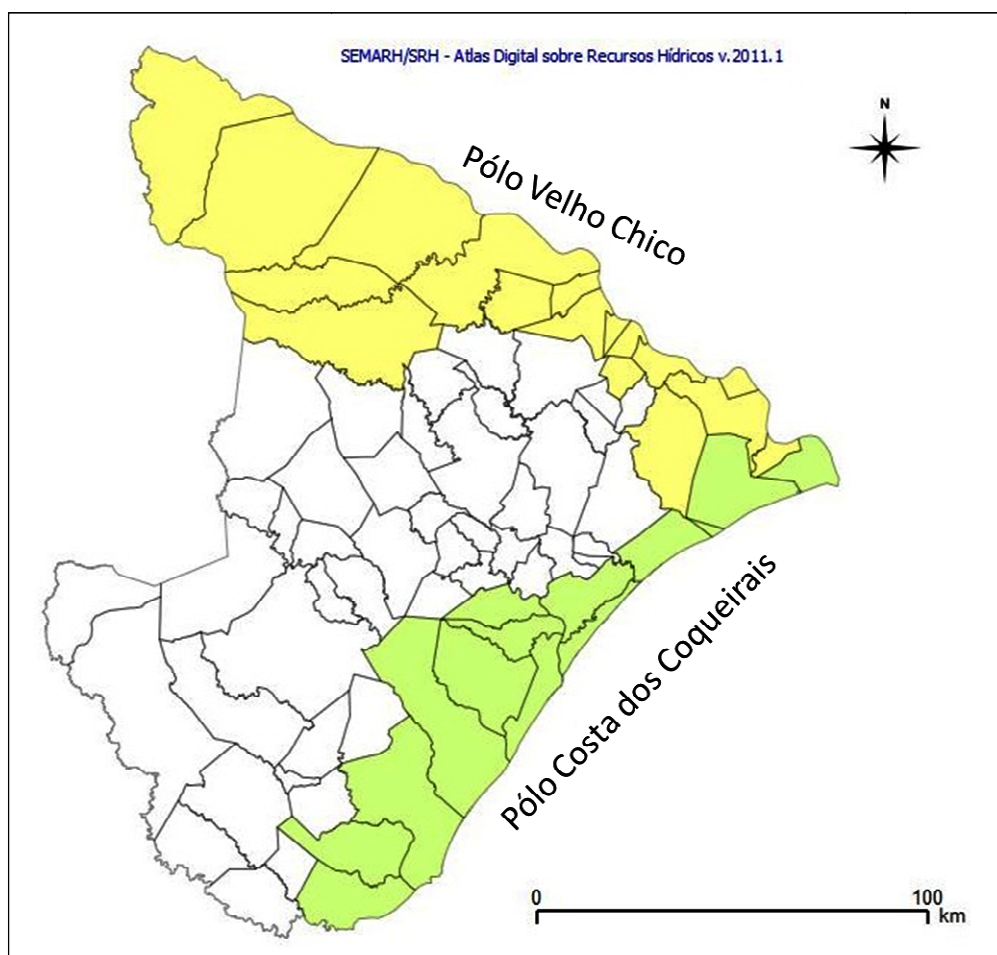 SEMARH/SRH - Atlas Digital sobre Recursos Hídricos v.2011.1
N
Pólo Velho Chico
Pólo Costa dos Coqueirais
0 100
km